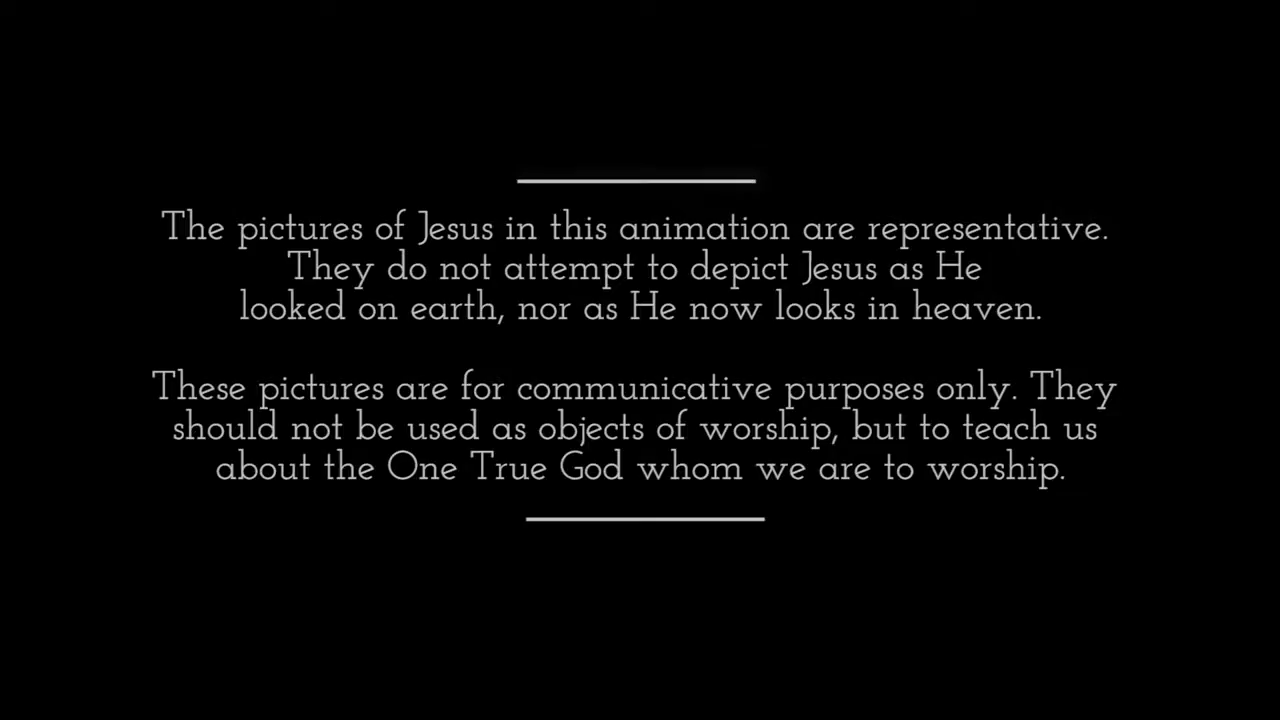 The pictures of Jesus in this animation are representative.
They do not attempt to depict Jesus as He
looked on earth, nor as He now looks in heaven.
These pictures are for communicative purposes only. They
should not be used as objects of worship, but to teach us
about the One True God whom we are to worship.